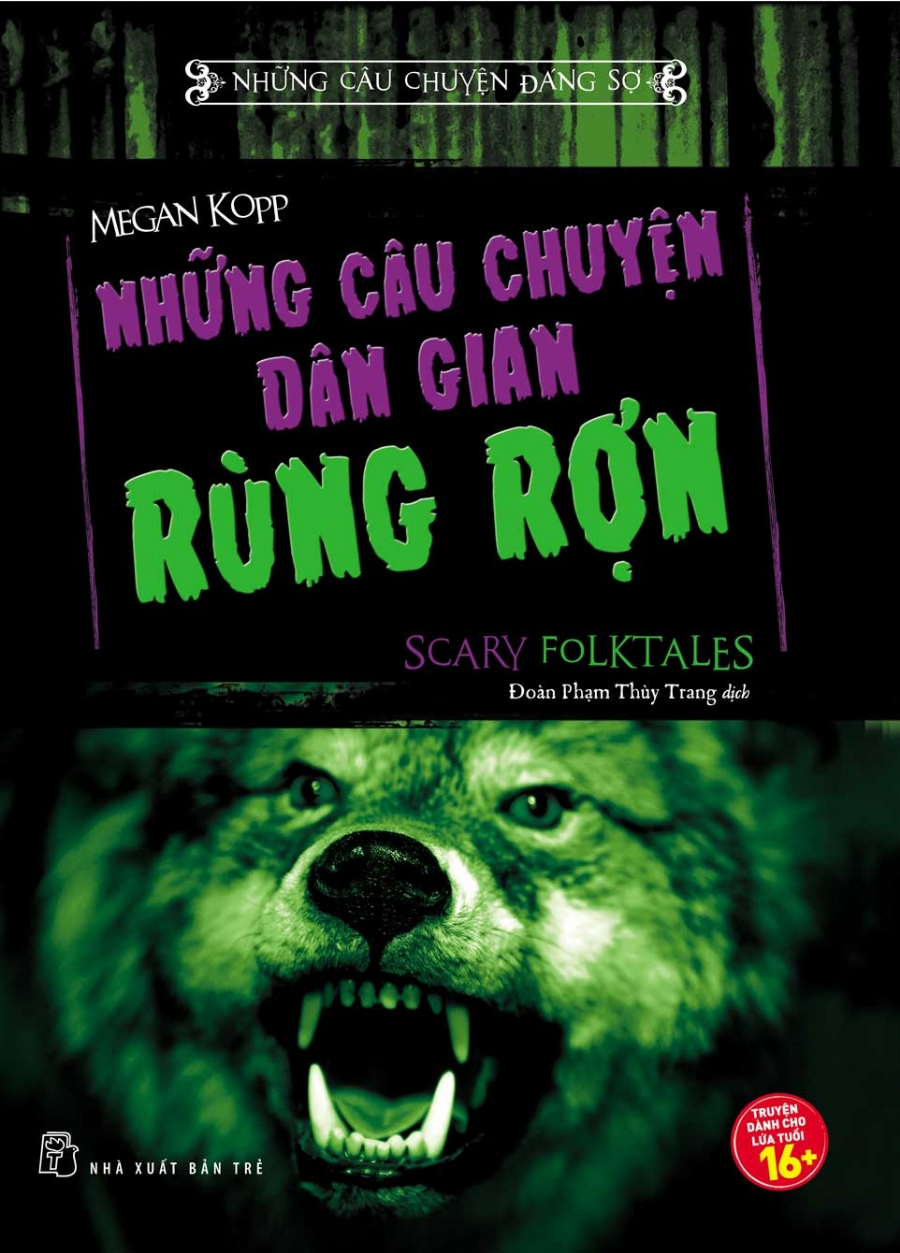 NHỮNG CÂU CHUYỆN ĐÁNG SỢ
MEGAN KOPP
NHỮNG CÂU CHUYỆN
DÂN GIAN
RÙNG RỢN
SCARY FOLKTALES
Đoàn Phạm Thùy Trang dịch
T
NHÀ XUẤT BẢN TRẺ
TRUYỆN
DÀNH CHO
LỨA TUỔI
16+